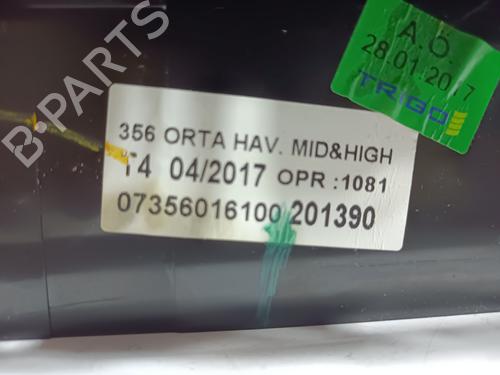 A.O.
28.01.2017
TRIGO
B-PARTS
356 ORTA HAV. MID&HIGH
T4 04/2017 OPR :1081
07356016100 201390